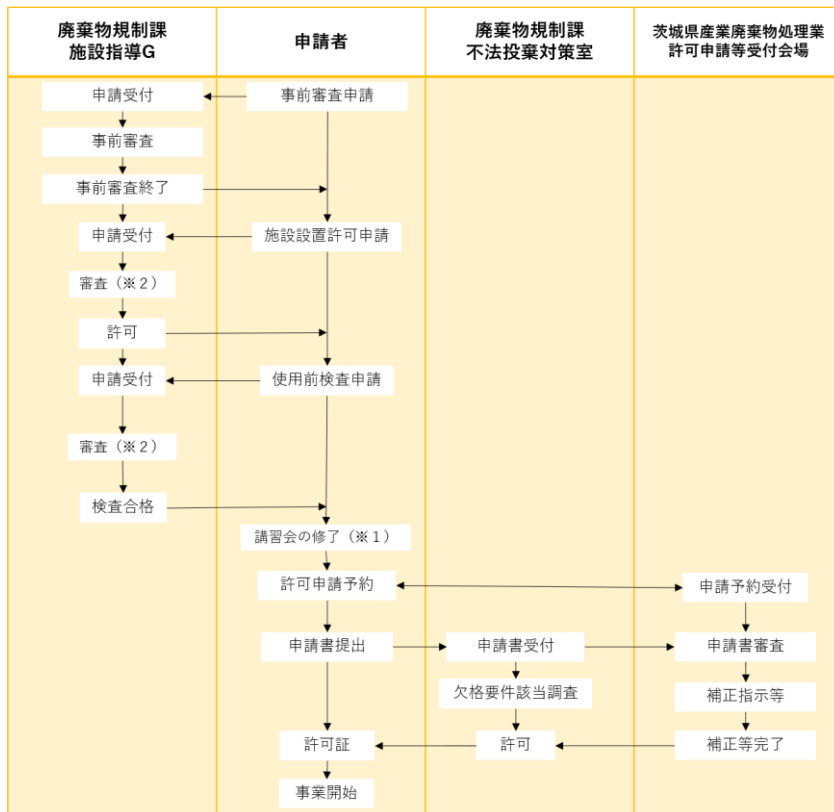 廃棄物規制課
施設指導G
申請者
廃棄物規制課
不法投棄対策室
茨城県産業廃棄物処理業
許可申請等受付会場
申請受付
事前審査申請
事前審査
事前審査終了
申請受付
施設設置許可申請
審査（※２）
許可
申請受付
使用前検査申請
審査（※２）
検査合格
講習会の修了（※１）
許可申請予約
申請予約受付
申請書提出
申請書受付
申請書審査
欠格要件該当調査
補正指示等
許可証
許可
補正等完了
事業開始